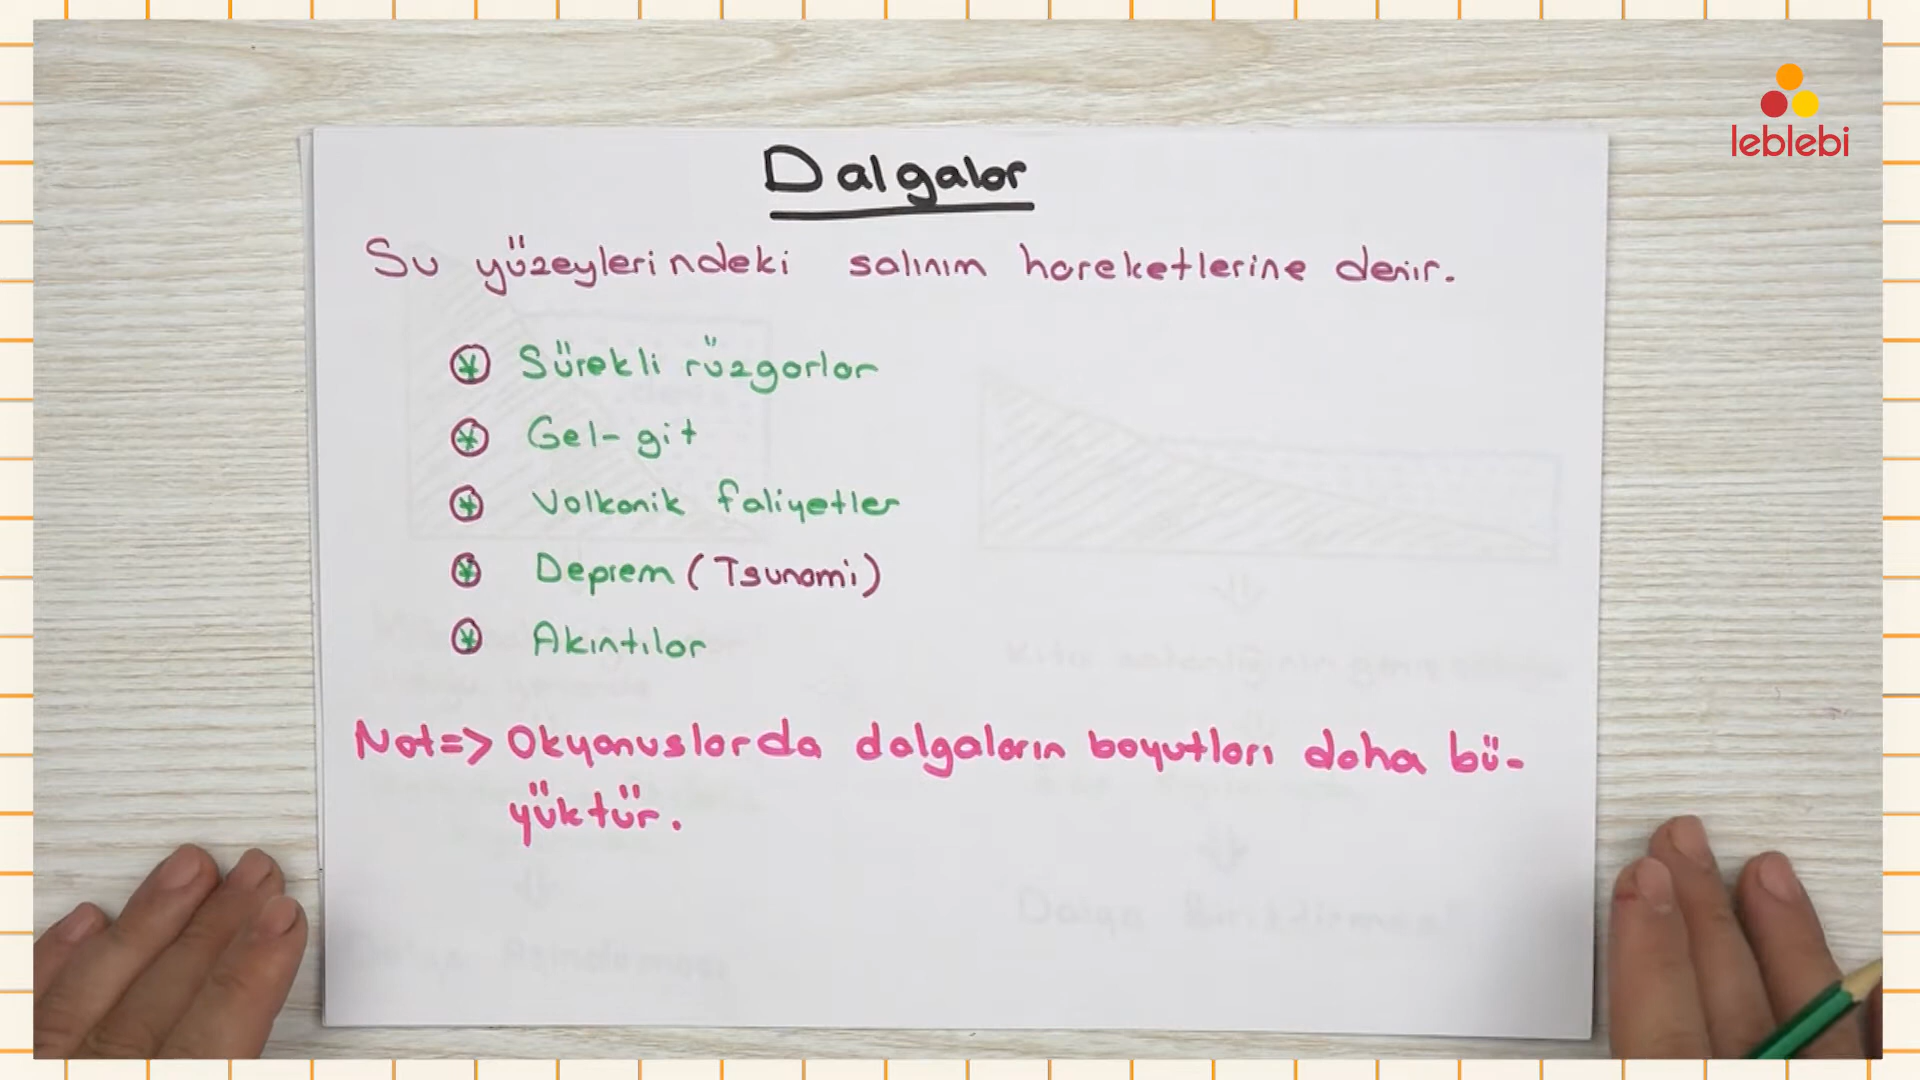 leblebi
Dalgalar
Su yüzeylerindeki salınım hareketlerine denir.
Sürekli rüzgarlar
Gel-git
Volkanik faliyetler
Deprem (Tsunami)
Akıntılar
Not=> Okyanuslarda dalgaların boyutları daha bü-
yüktür.